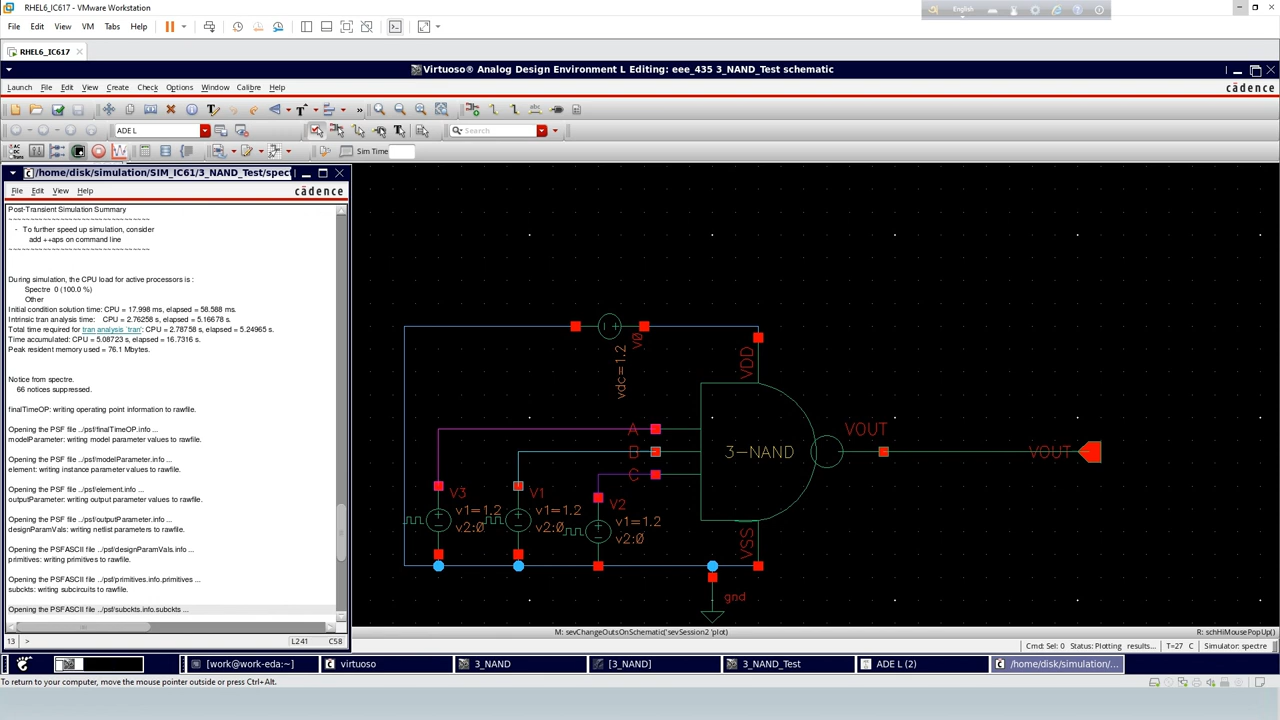 RHEL6_IC617 - VMware Workstation
English
File Edit View VM Tabs Help
RHEL6_IC617
Virtuoso® Analog Design Environment L Editing: eee_435 3_NAND_Test schematic
Launch File Edit View Create Check Options Window Calibre Help
cādence
ADE L
Search
Sim Time
/home/disk/simulation/SIM_IC61/3_NAND_Test/spect
File Edit View Help
cādence
Post-Transient Simulation Summary
~~~~~~~~~~~~~~~~~~~~~~~~~~~~~~
- To further speed up simulation, consider
add ++aps on command line
~~~~~~~~~~~~~~~~~~~~~~~~~~~~~~
During simulation, the CPU load for active processors is :
Spectre 0 (100.0 %)
Other
Initial condition solution time: CPU = 17.998 ms, elapsed = 58.588 ms.
Intrinsic tran analysis time: CPU = 2.76258 s, elapsed = 5.16678 s.
Total time required for tran analysis `tran': CPU = 2.78758 s, elapsed = 5.24965 s.
Time accumulated: CPU = 5.08723 s, elapsed = 16.7316 s.
Peak resident memory used = 76.1 Mbytes.
Notice from spectre.
66 notices suppressed.
finalTimeOP: writing operating point information to rawfile.
Opening the PSF file ../psf/finalTimeOP.info ...
modelParameter: writing model parameter values to rawfile.
Opening the PSF file ../psf/modelParameter.info ...
element: writing instance parameter values to rawfile.
Opening the PSF file ../psf/element.info ...
outputParameter: writing output parameter values to rawfile.
Opening the PSF file ../psf/outputParameter.info ...
designParamVals: writing netlist parameters to rawfile.
Opening the PSFASCII file ../psf/designParamVals.info ...
primitives: writing primitives to rawfile.
Opening the PSFASCII file ../psf/primitives.info.primitives ...
subckts: writing subcircuits to rawfile.
Opening the PSFASCII file ../psf/subckts.info.subckts ...
13 >
L241 C58
V0
vdc=1.2
VDD
A
B
C
3-NAND
VOUT
VOUT
V3
v1=1.2
v2:0
V1
v1=1.2
v2:0
V2
v1=1.2
v2:0
VSS
gnd
M: sevChangeOutsOnSchematic('sevSession2 'plot)
R: schHiMousePopUp()
Cmd: Sel: 0 Status: Plotting results... T=27 C Simulator: spectre
[work@work-eda:~]
virtuoso
3_NAND
[3_NAND]
3_NAND_Test
ADE L (2)
/home/disk/simulation/...
To return to your computer, move the mouse pointer outside or press Ctrl+Alt.